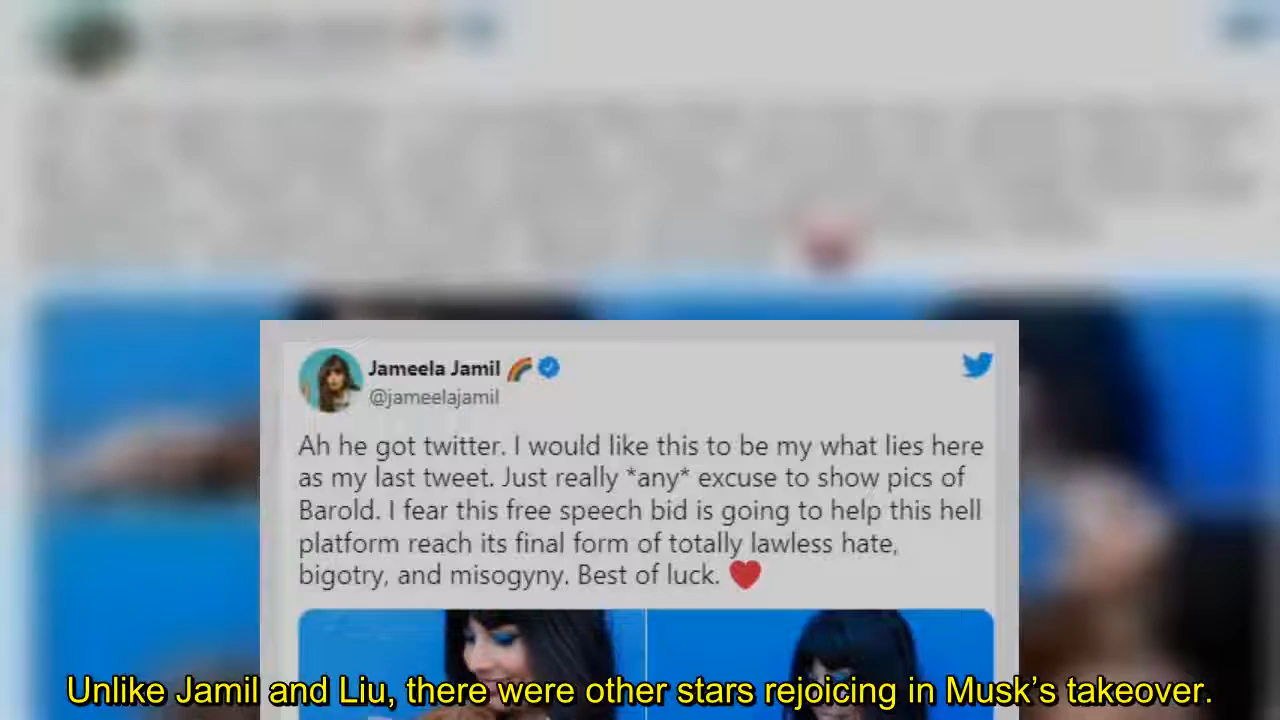 Jameela Jamil
@jameelajamil
Ah he got twitter. I would like this to be my what lies here
as my last tweet. Just really *any* excuse to show pics of
Barold. I fear this free speech bid is going to help this hell
platform reach its final form of totally lawless hate,
bigotry, and misogyny. Best of luck. ❤️
Unlike Jamil and Liu, there were other stars rejoicing in Musk’s takeover.